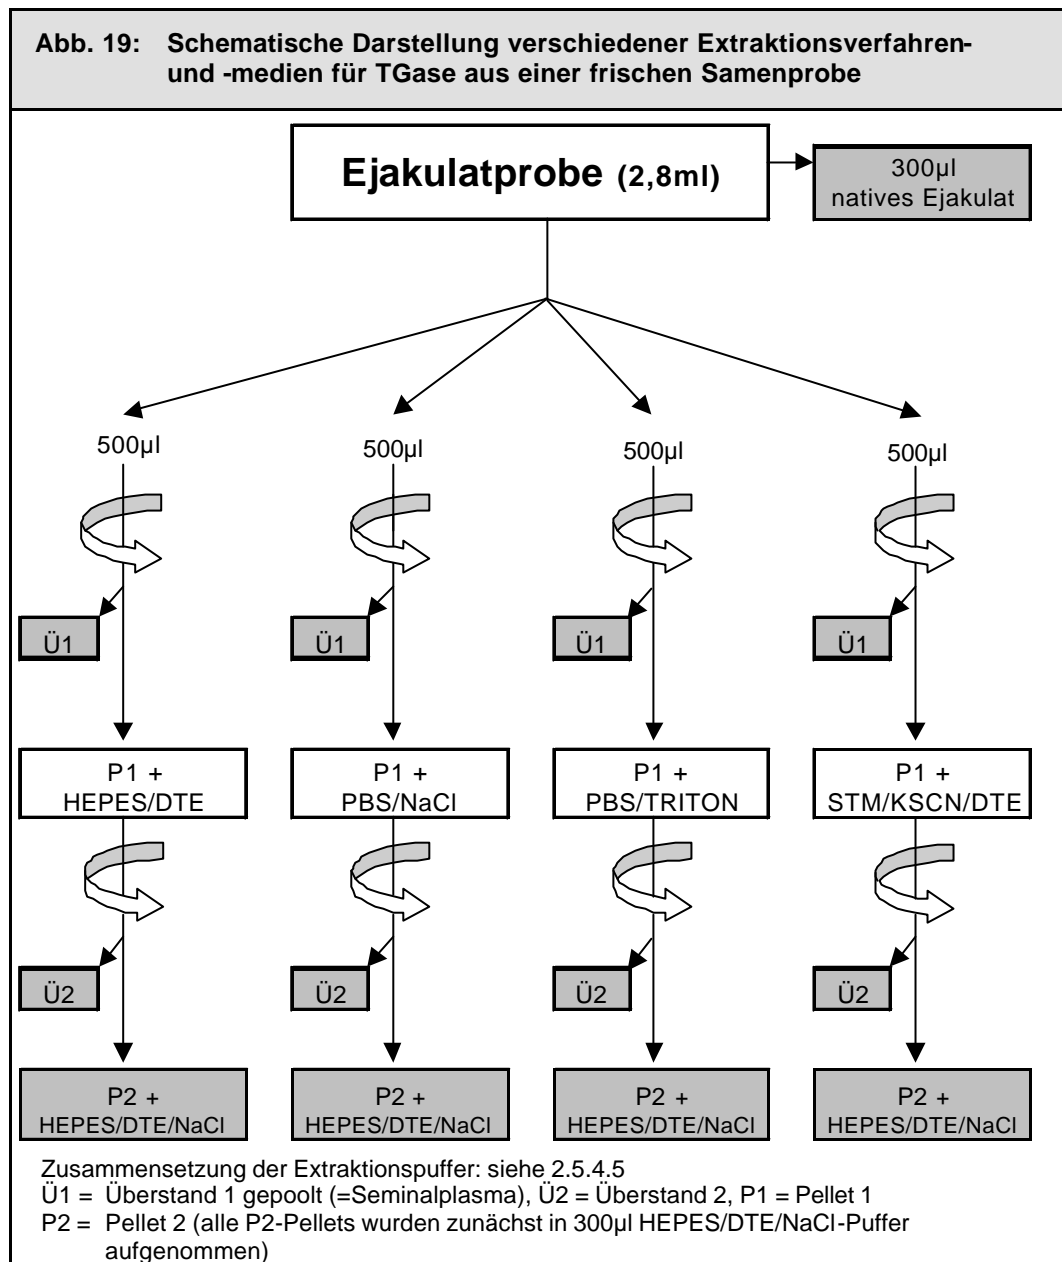 Abb. 19: Schematische Darstellung verschiedener Extraktionsverfahren-
und -medien für TGase aus einer frischen Samenprobe
Ejakulatprobe (2,8ml)
300µl
natives Ejakulat
500µl 500µl 500µl 500µl
Ü1 Ü1 Ü1 Ü1
P1 +
HEPES/DTE
P1 +
PBS/NaCl
P1 +
PBS/TRITON
P1 +
STM/KSCN/DTE
Ü2 Ü2 Ü2 Ü2
P2 +
HEPES/DTE/NaCl
P2 +
HEPES/DTE/NaCl
P2 +
HEPES/DTE/NaCl
P2 +
HEPES/DTE/NaCl
Zusammensetzung der Extraktionspuffer: siehe 2.5.4.5
Ü1 = Überstand 1 gepoolt (=Seminalplasma), Ü2 = Überstand 2, P1 = Pellet 1
P2 = Pellet 2 (alle P2-Pellets wurden zunächst in 300µl HEPES/DTE/NaCl-Puffer
aufgenommen)